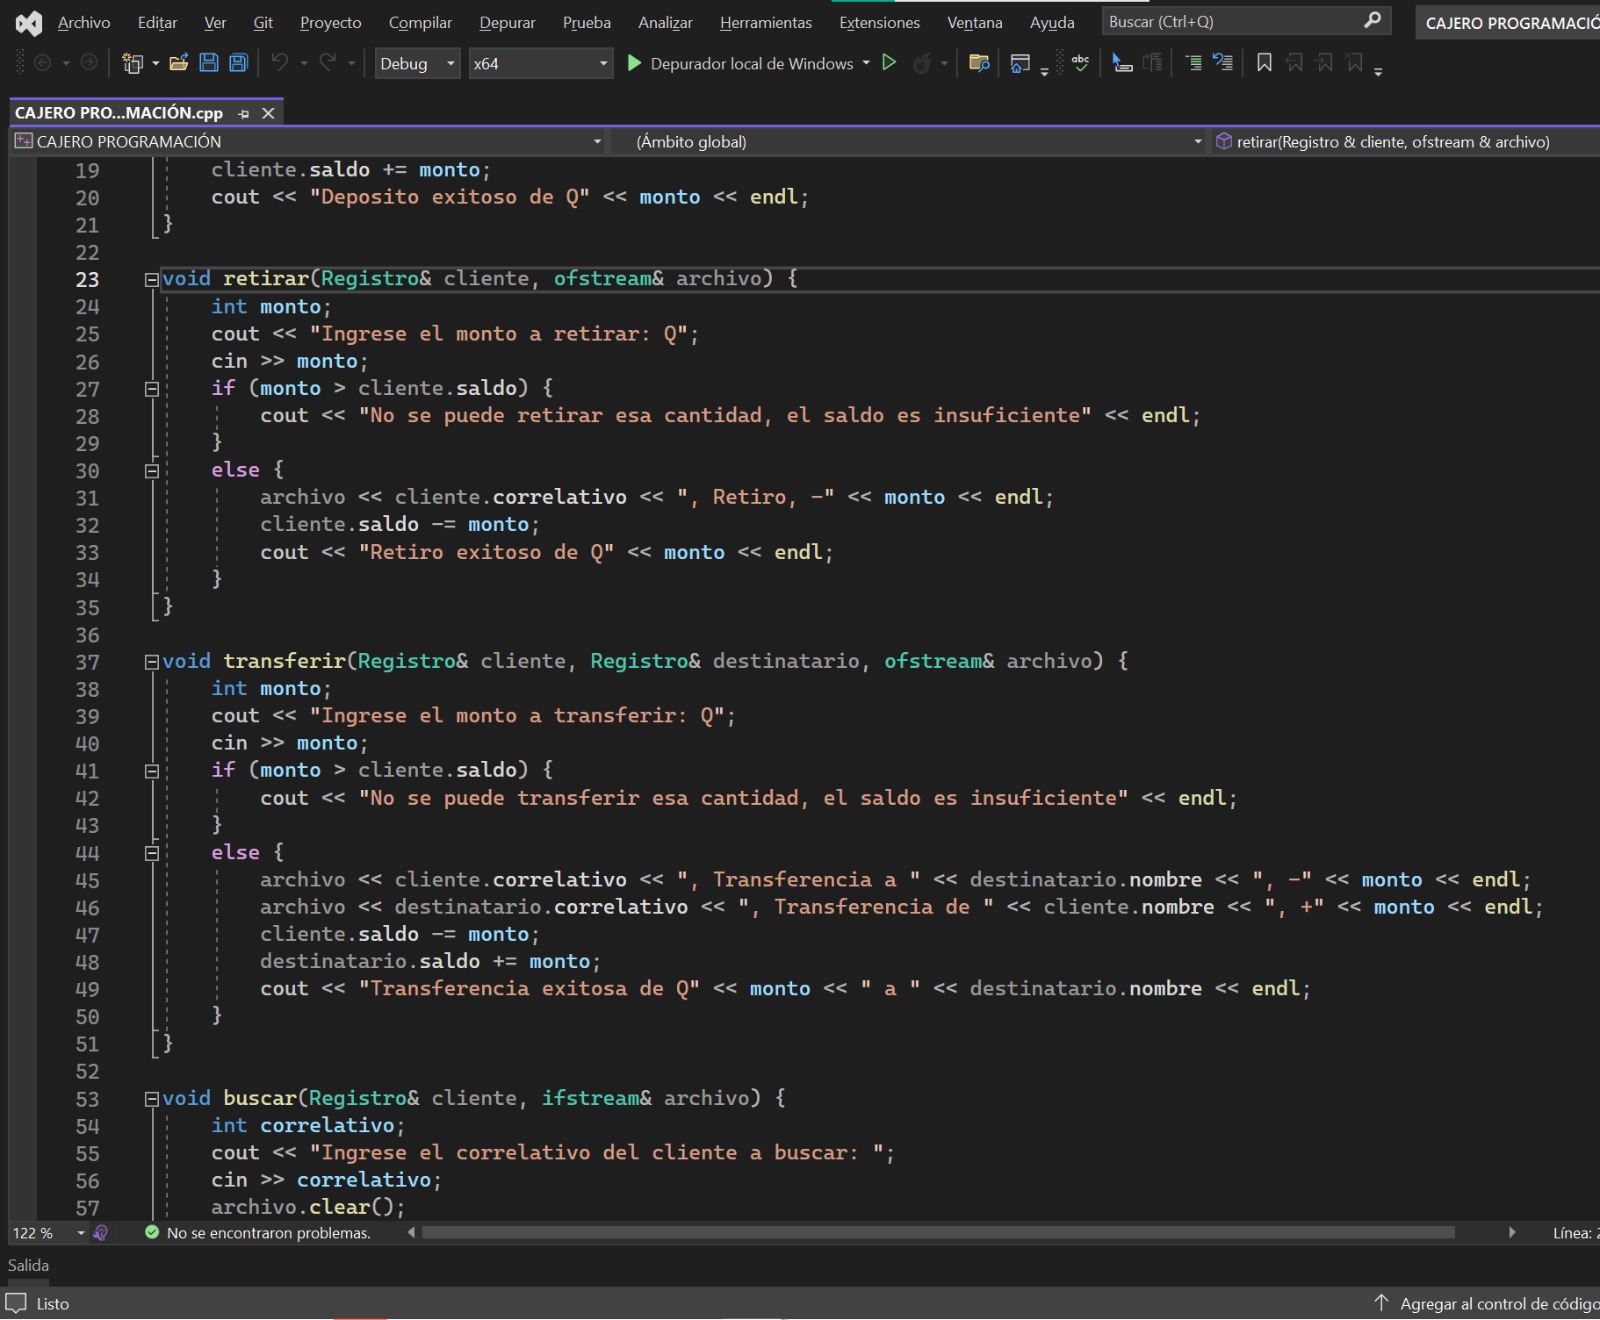 Archivo Editar Ver Git Proyecto Compilar Depurar Prueba Analizar Herramientas Extensiones Ventana Ayuda Buscar (Ctrl+Q) CAJERO PROGRAMACIÓ
Debug x64 Depurador local de Windows abc
CAJERO PRO...MACIÓN.cpp
CAJERO PROGRAMACIÓN (Ámbito global) retirar(Registro & cliente, ofstream & archivo)
19 cliente.saldo += monto;
20 cout << "Deposito exitoso de Q" << monto << endl;
21 }
22
23 void retirar(Registro& cliente, ofstream& archivo) {
24 int monto;
25 cout << "Ingrese el monto a retirar: Q";
26 cin >> monto;
27 if (monto > cliente.saldo) {
28 cout << "No se puede retirar esa cantidad, el saldo es insuficiente" << endl;
29 }
30 else {
31 archivo << cliente.correlativo << ", Retiro, -" << monto << endl;
32 cliente.saldo -= monto;
33 cout << "Retiro exitoso de Q" << monto << endl;
34 }
35 }
36
37 void transferir(Registro& cliente, Registro& destinatario, ofstream& archivo) {
38 int monto;
39 cout << "Ingrese el monto a transferir: Q";
40 cin >> monto;
41 if (monto > cliente.saldo) {
42 cout << "No se puede transferir esa cantidad, el saldo es insuficiente" << endl;
43 }
44 else {
45 archivo << cliente.correlativo << ", Transferencia a " << destinatario.nombre << ", -" << monto << endl;
46 archivo << destinatario.correlativo << ", Transferencia de " << cliente.nombre << ", +" << monto << endl;
47 cliente.saldo -= monto;
48 destinatario.saldo += monto;
49 cout << "Transferencia exitosa de Q" << monto << " a " << destinatario.nombre << endl;
50 }
51 }
52
53 void buscar(Registro& cliente, ifstream& archivo) {
54 int correlativo;
55 cout << "Ingrese el correlativo del cliente a buscar: ";
56 cin >> correlativo;
57 archivo.clear();
122 % No se encontraron problemas. Línea:
Salida
Listo Agregar al control de código